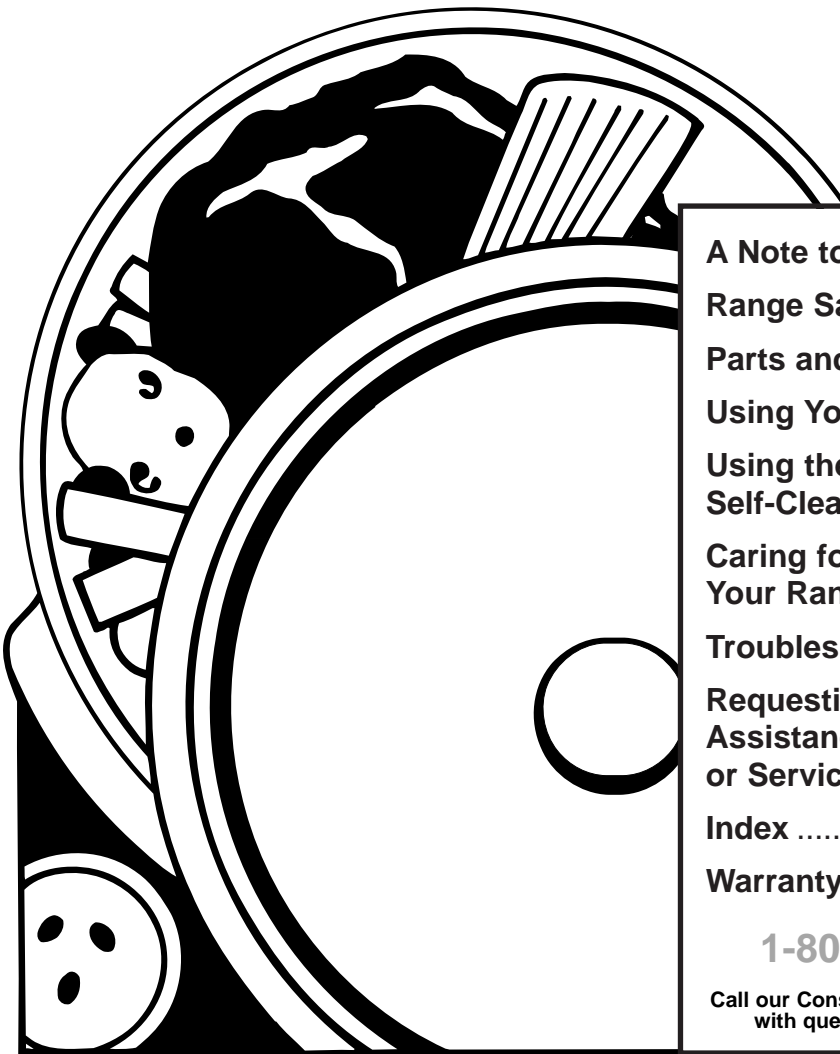 A Note to
Range Sa
Parts and
Using Yo
Using the
Self-Clea
Caring fo
Your Ran
Troubles
Requesti
Assistan
or Servic
Index .....
Warranty
1-80
Call our Cons
with que